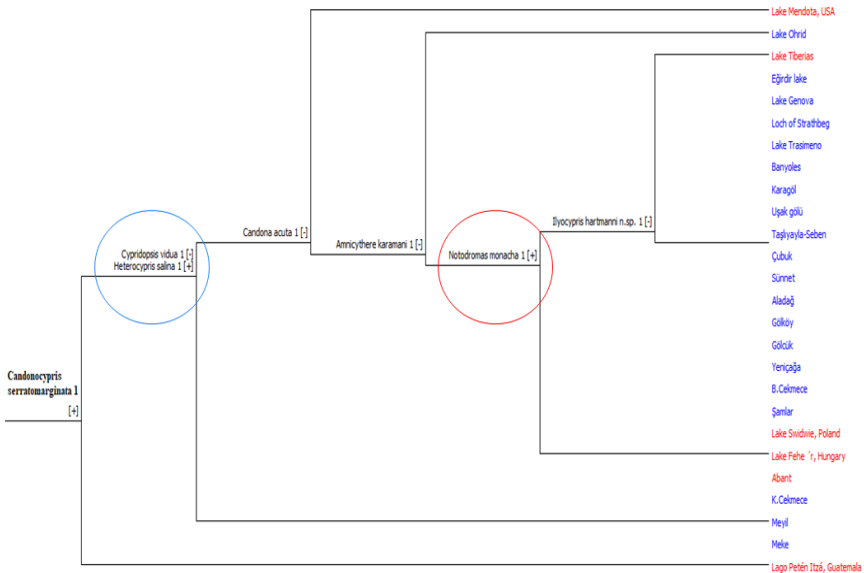 Lake Mendota, USA
Lake Ohrid
Lake Tiberias
Eğirdir lake
Lake Genova
Loch of Strathbeg
Lake Trasimeno
Banyoles
Karagöl
Uşak gölü
Ilyocypris hartmanni n.sp. 1 [-]
Candona acuta 1 [-]
Taşlıyayla-Seben
Amnicythere karamani 1 [-]
Cypridopsis vidua 1 [-]
Notodromas monacha 1 [+]
Çubuk
Heterocypris salina 1 [+]
Sünnet
Aladağ
Gölköy
Gölcük
Yeniçağa
Candonocypris
serratomarginata 1
[+]
B.Cekmece
Şamlar
Lake Swidwie, Poland
Lake Fehe ´r, Hungary
Abant
K.Cekmece
Meyil
Meke
Lago Petén Itzá, Guatemala